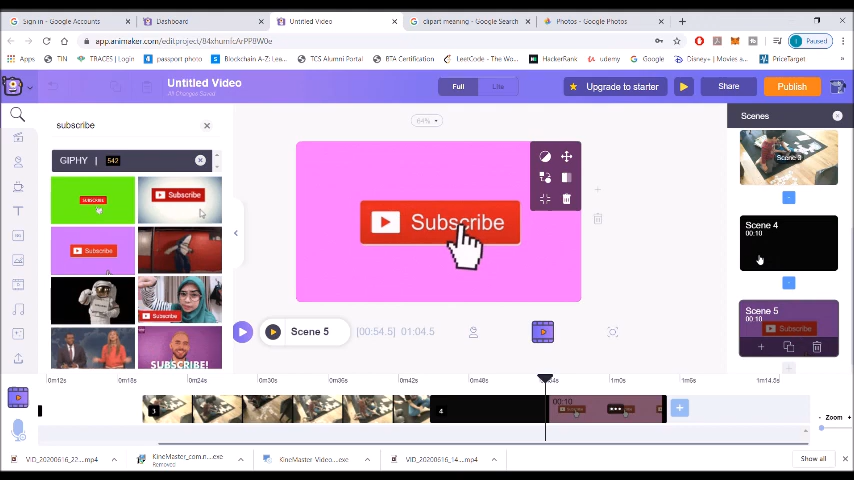 Sign in - Google Accounts
Dashboard
Untitled Video
clipart meaning - Google Search
Photos - Google Photos
app.animaker.com/editproject/84xhumIcArPP8W0e
Paused
Apps
TIN
TRACES | Login
passport photo
Blockchain A-Z: Lea...
TCS Alumni Portal
BTA Certification
LeetCode - The Wo...
HackerRank
udemy
Google
Disney+ | Movies a...
PriceTarget
Untitled Video
All Changes Saved
Full
Lite
Upgrade to starter
Share
Publish
subscribe
64%
Scenes
GIPHY | 542
SUBSCRIBE
Subscribe
Subscribe
Subscribe
SUBSCRIBE!
Subscribe
Scene 3
Scene 4
00:10
Scene 5
00:10
Subscribe
Scene 5
[00:54.5] 01:04.5
0m12s
0m18s
0m24s
0m30s
0m36s
0m42s
0m48s
1m0s
1m6s
1m14.5s
3
4
00:10
Zoom
VID_20200616_22....mp4
KineMaster_com.n....exe
Removed
KineMaster-Video....exe
VID_20200616_14....mp4
Show all